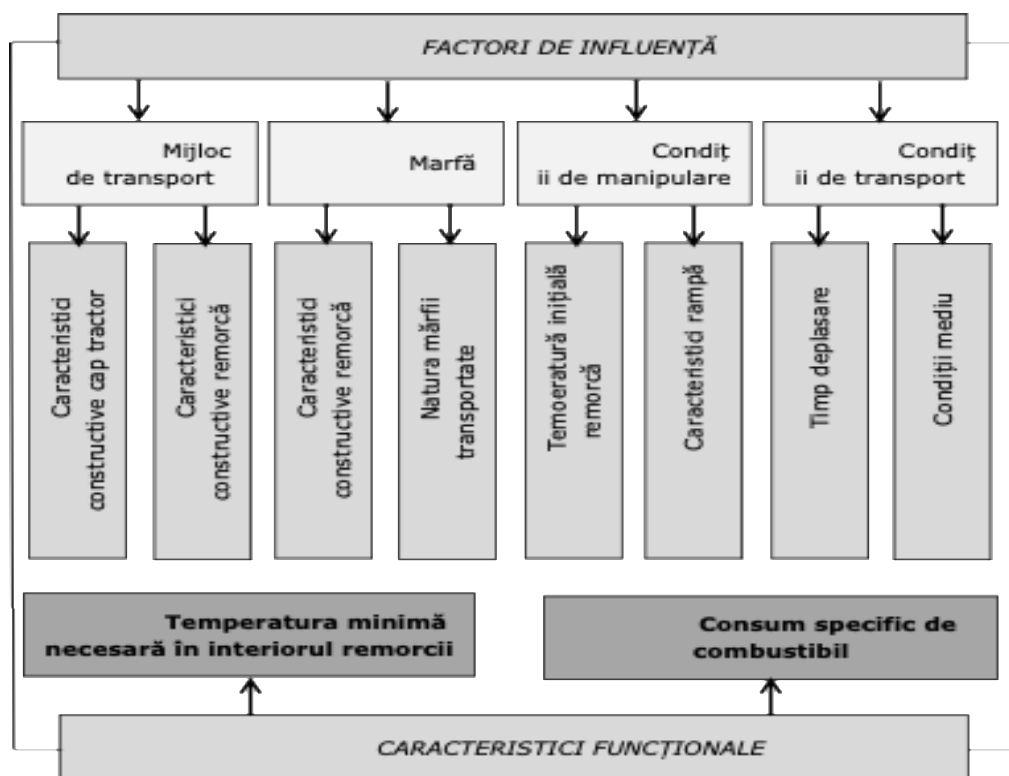 FACTORI DE INFLUENȚĂ
Mijloc
de transport
Marfă
Condiț
ii de manipulare
Condiț
ii de transport
Caracteristici
constructive cap tractor
Caracteristici
constructive remorcă
Caracteristici
constructive remorcă
Natura mărfii
transportate
Temoeratură inițială
remorcă
Caracteristici rampă
Timp deplasare
Condiții mediu
Temperatura minimă
necesară în interiorul remorcii
Consum specific de
combustibil
CARACTERISTICI FUNCȚIONALE